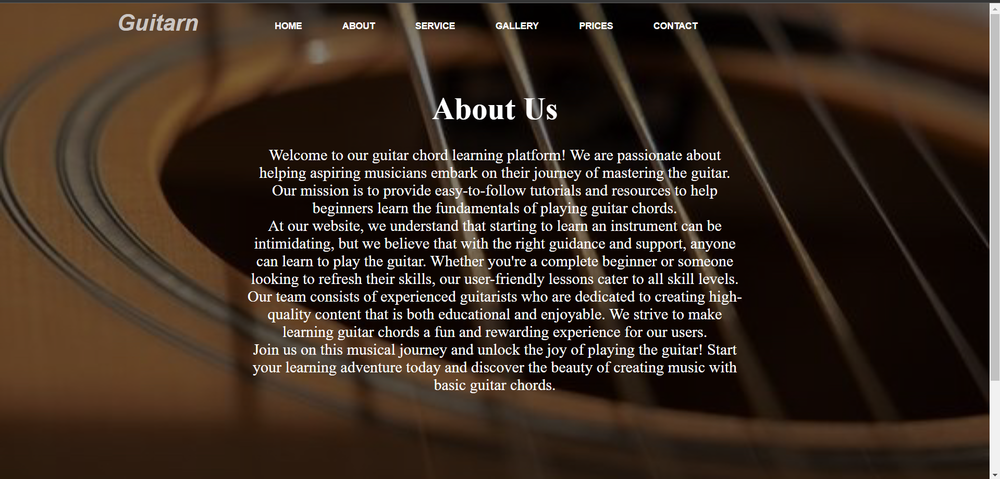 Guitarn
HOME ABOUT SERVICE GALLERY PRICES CONTACT
About Us
Welcome to our guitar chord learning platform! We are passionate about
helping aspiring musicians embark on their journey of mastering the guitar.
Our mission is to provide easy-to-follow tutorials and resources to help
beginners learn the fundamentals of playing guitar chords.
At our website, we understand that starting to learn an instrument can be
intimidating, but we believe that with the right guidance and support, anyone
can learn to play the guitar. Whether you're a complete beginner or someone
looking to refresh their skills, our user-friendly lessons cater to all skill levels.
Our team consists of experienced guitarists who are dedicated to creating high-
quality content that is both educational and enjoyable. We strive to make
learning guitar chords a fun and rewarding experience for our users.
Join us on this musical journey and unlock the joy of playing the guitar! Start
your learning adventure today and discover the beauty of creating music with
basic guitar chords.